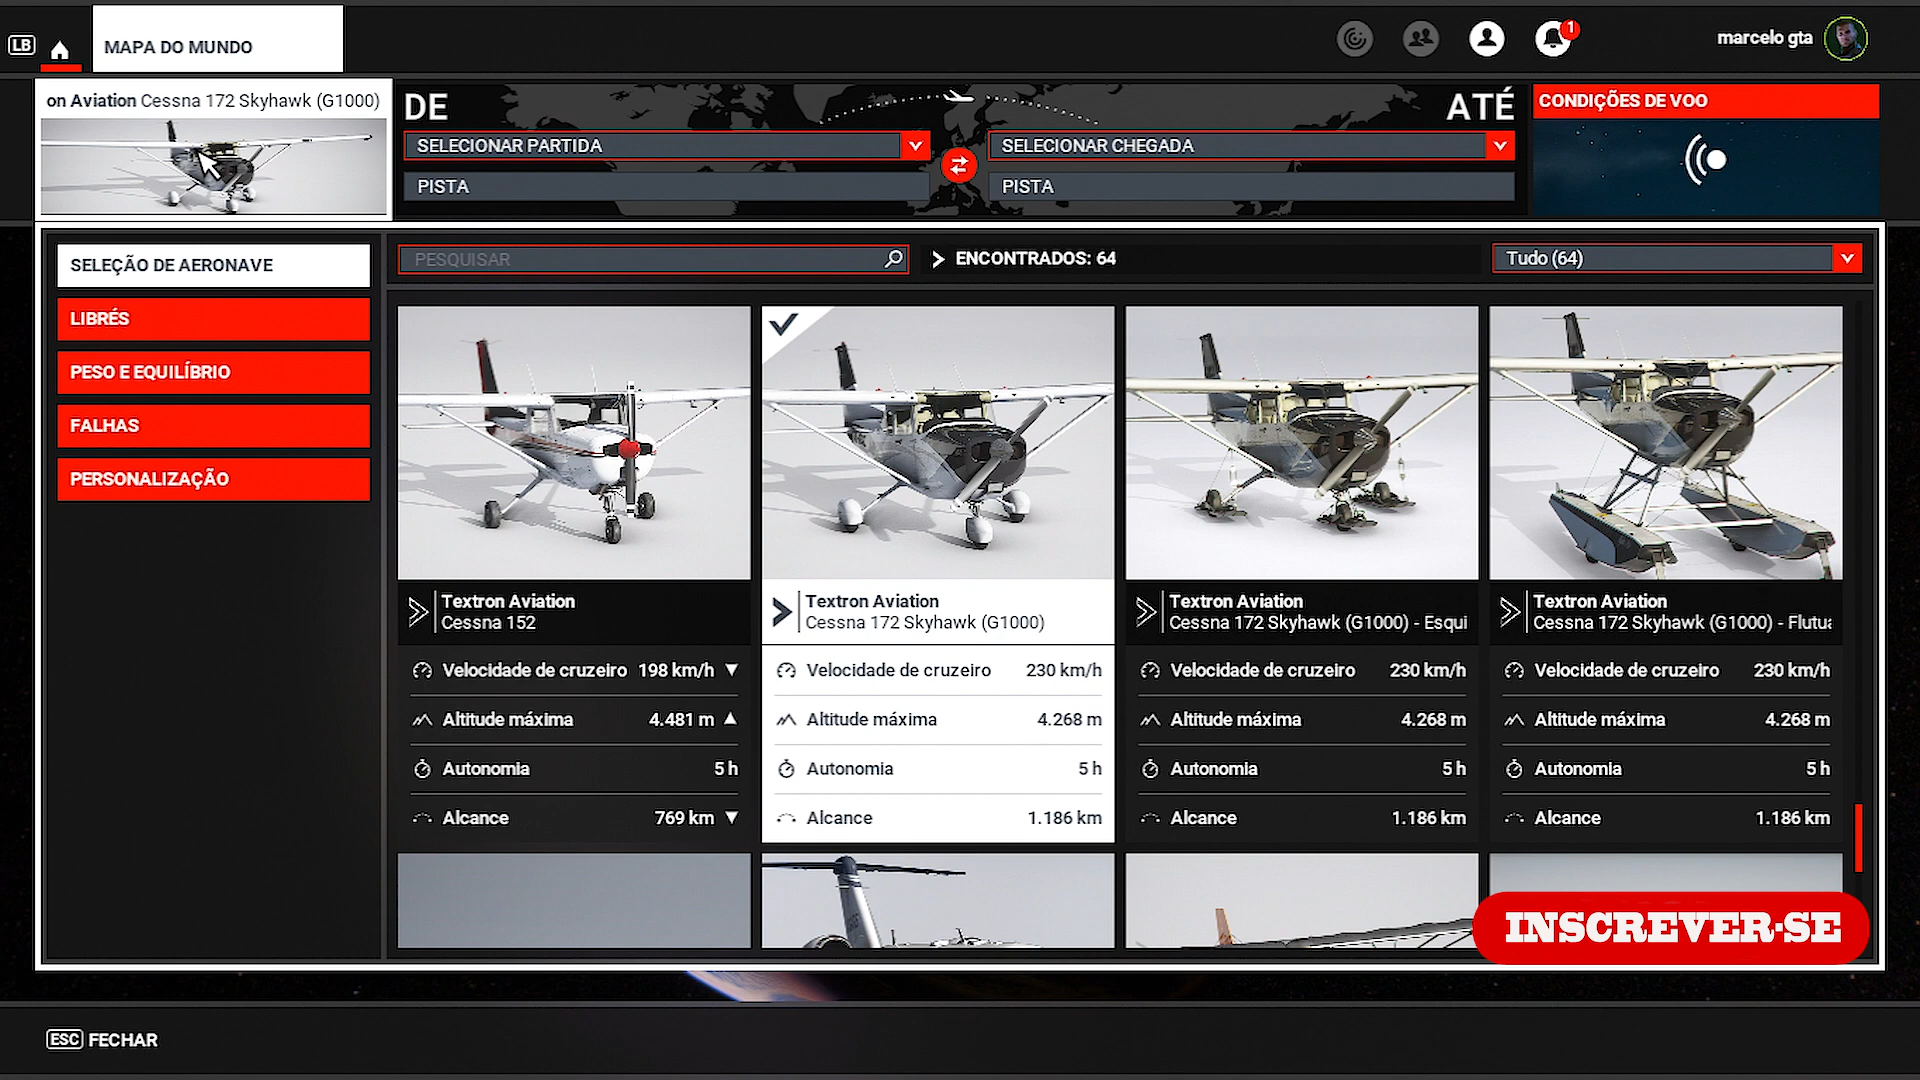 LB
MAPA DO MUNDO
1
marcelo gta
on Aviation Cessna 172 Skyhawk (G1000)
DE
ATÉ
SELECIONAR PARTIDA
SELECIONAR CHEGADA
PISTA
PISTA
CONDIÇÕES DE VOO
SELEÇÃO DE AERONAVE
LIBRÉS
PESO E EQUILÍBRIO
FALHAS
PERSONALIZAÇÃO
PESQUISAR
ENCONTRADOS: 64
Tudo (64)
Textron Aviation
Cessna 152
Velocidade de cruzeiro 198 km/h
Altitude máxima 4.481 m
Autonomia 5 h
Alcance 769 km
Textron Aviation
Cessna 172 Skyhawk (G1000)
Velocidade de cruzeiro 230 km/h
Altitude máxima 4.268 m
Autonomia 5 h
Alcance 1.186 km
Textron Aviation
Cessna 172 Skyhawk (G1000) - Esqui
Velocidade de cruzeiro 230 km/h
Altitude máxima 4.268 m
Autonomia 5 h
Alcance 1.186 km
Textron Aviation
Cessna 172 Skyhawk (G1000) - Flutua
Velocidade de cruzeiro 230 km/h
Altitude máxima 4.268 m
Autonomia 5 h
Alcance 1.186 km
INSCREVER-SE
ESC FECHAR